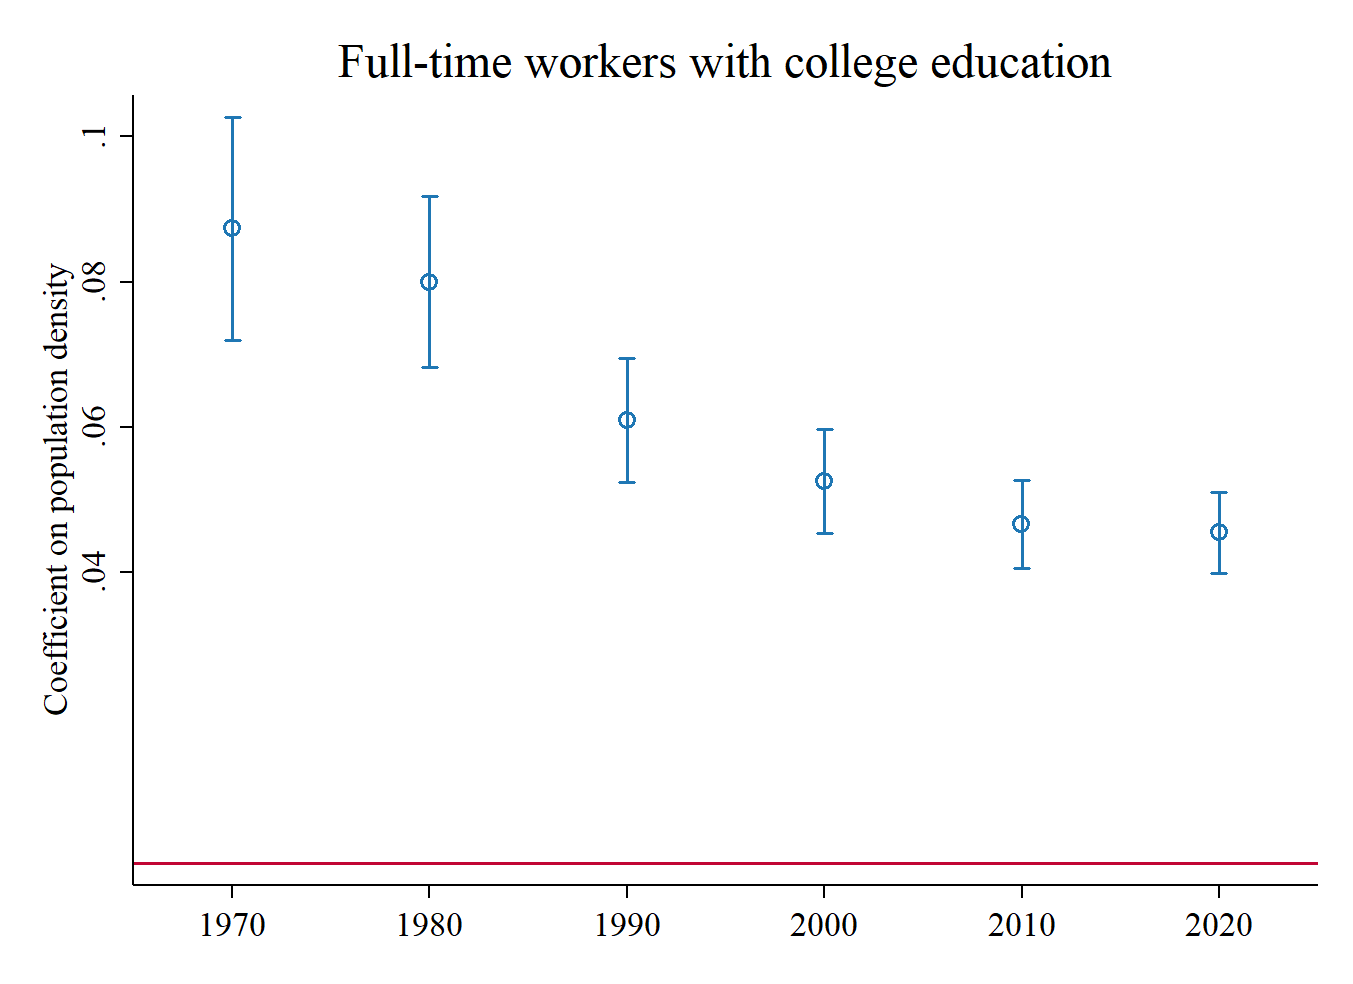 Full-time workers with college education
Coefficient on population density
.1
.08
.06
.04
1970 1980 1990 2000 2010 2020